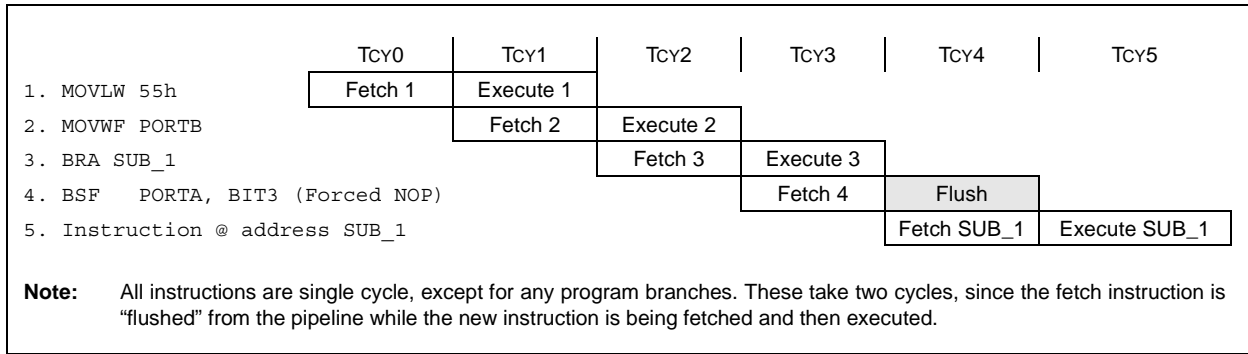 TCY0 TCY1 TCY2 TCY3 TCY4 TCY5
1. MOVLW 55h Fetch 1 Execute 1
2. MOVWF PORTB Fetch 2 Execute 2
3. BRA SUB_1 Fetch 3 Execute 3
4. BSF PORTA, BIT3 (Forced NOP) Fetch 4 Flush
5. Instruction @ address SUB_1 Fetch SUB_1 Execute SUB_1
Note: All instructions are single cycle, except for any program branches. These take two cycles, since the fetch instruction is
“flushed” from the pipeline while the new instruction is being fetched and then executed.